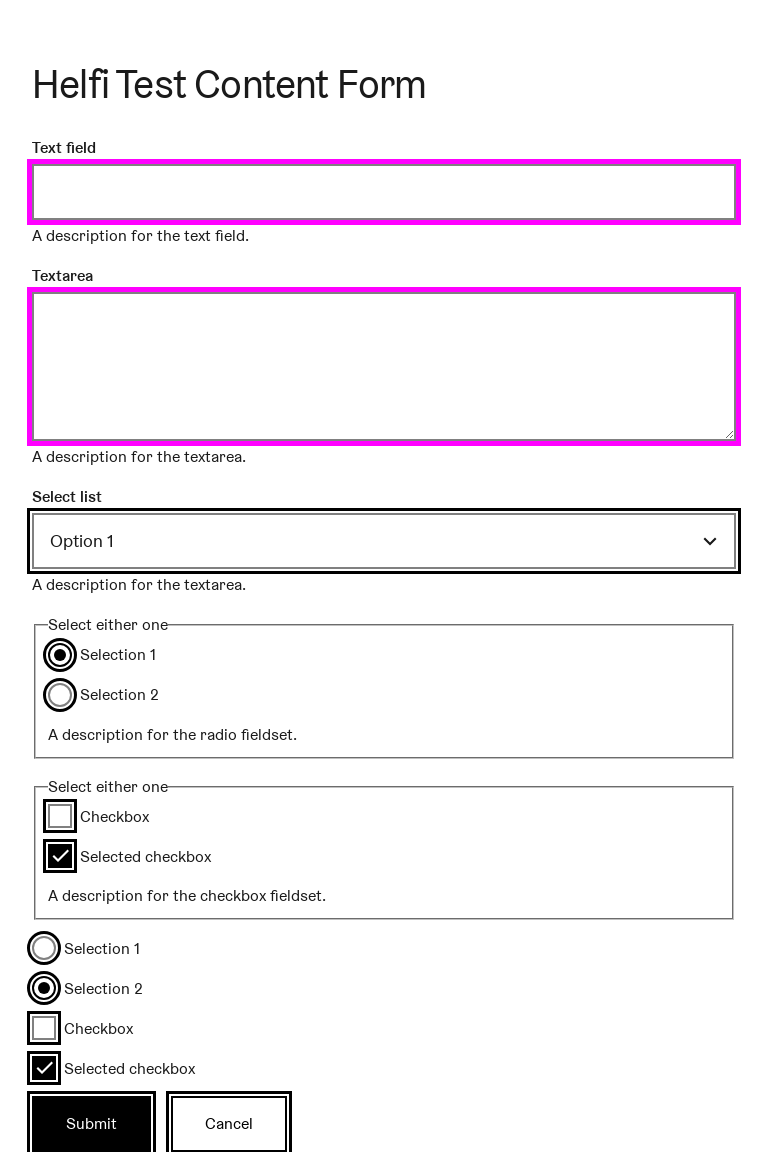 Helfi Test Content Form
Text field
A description for the text field.
Textarea
A description for the textarea.
Select list
Option 1
A description for the textarea.
Select either one
Selection 1
Selection 2
A description for the radio fieldset.
Select either one
Checkbox
Selected checkbox
A description for the checkbox fieldset.
Selection 1
Selection 2
Checkbox
Selected checkbox
Submit Cancel